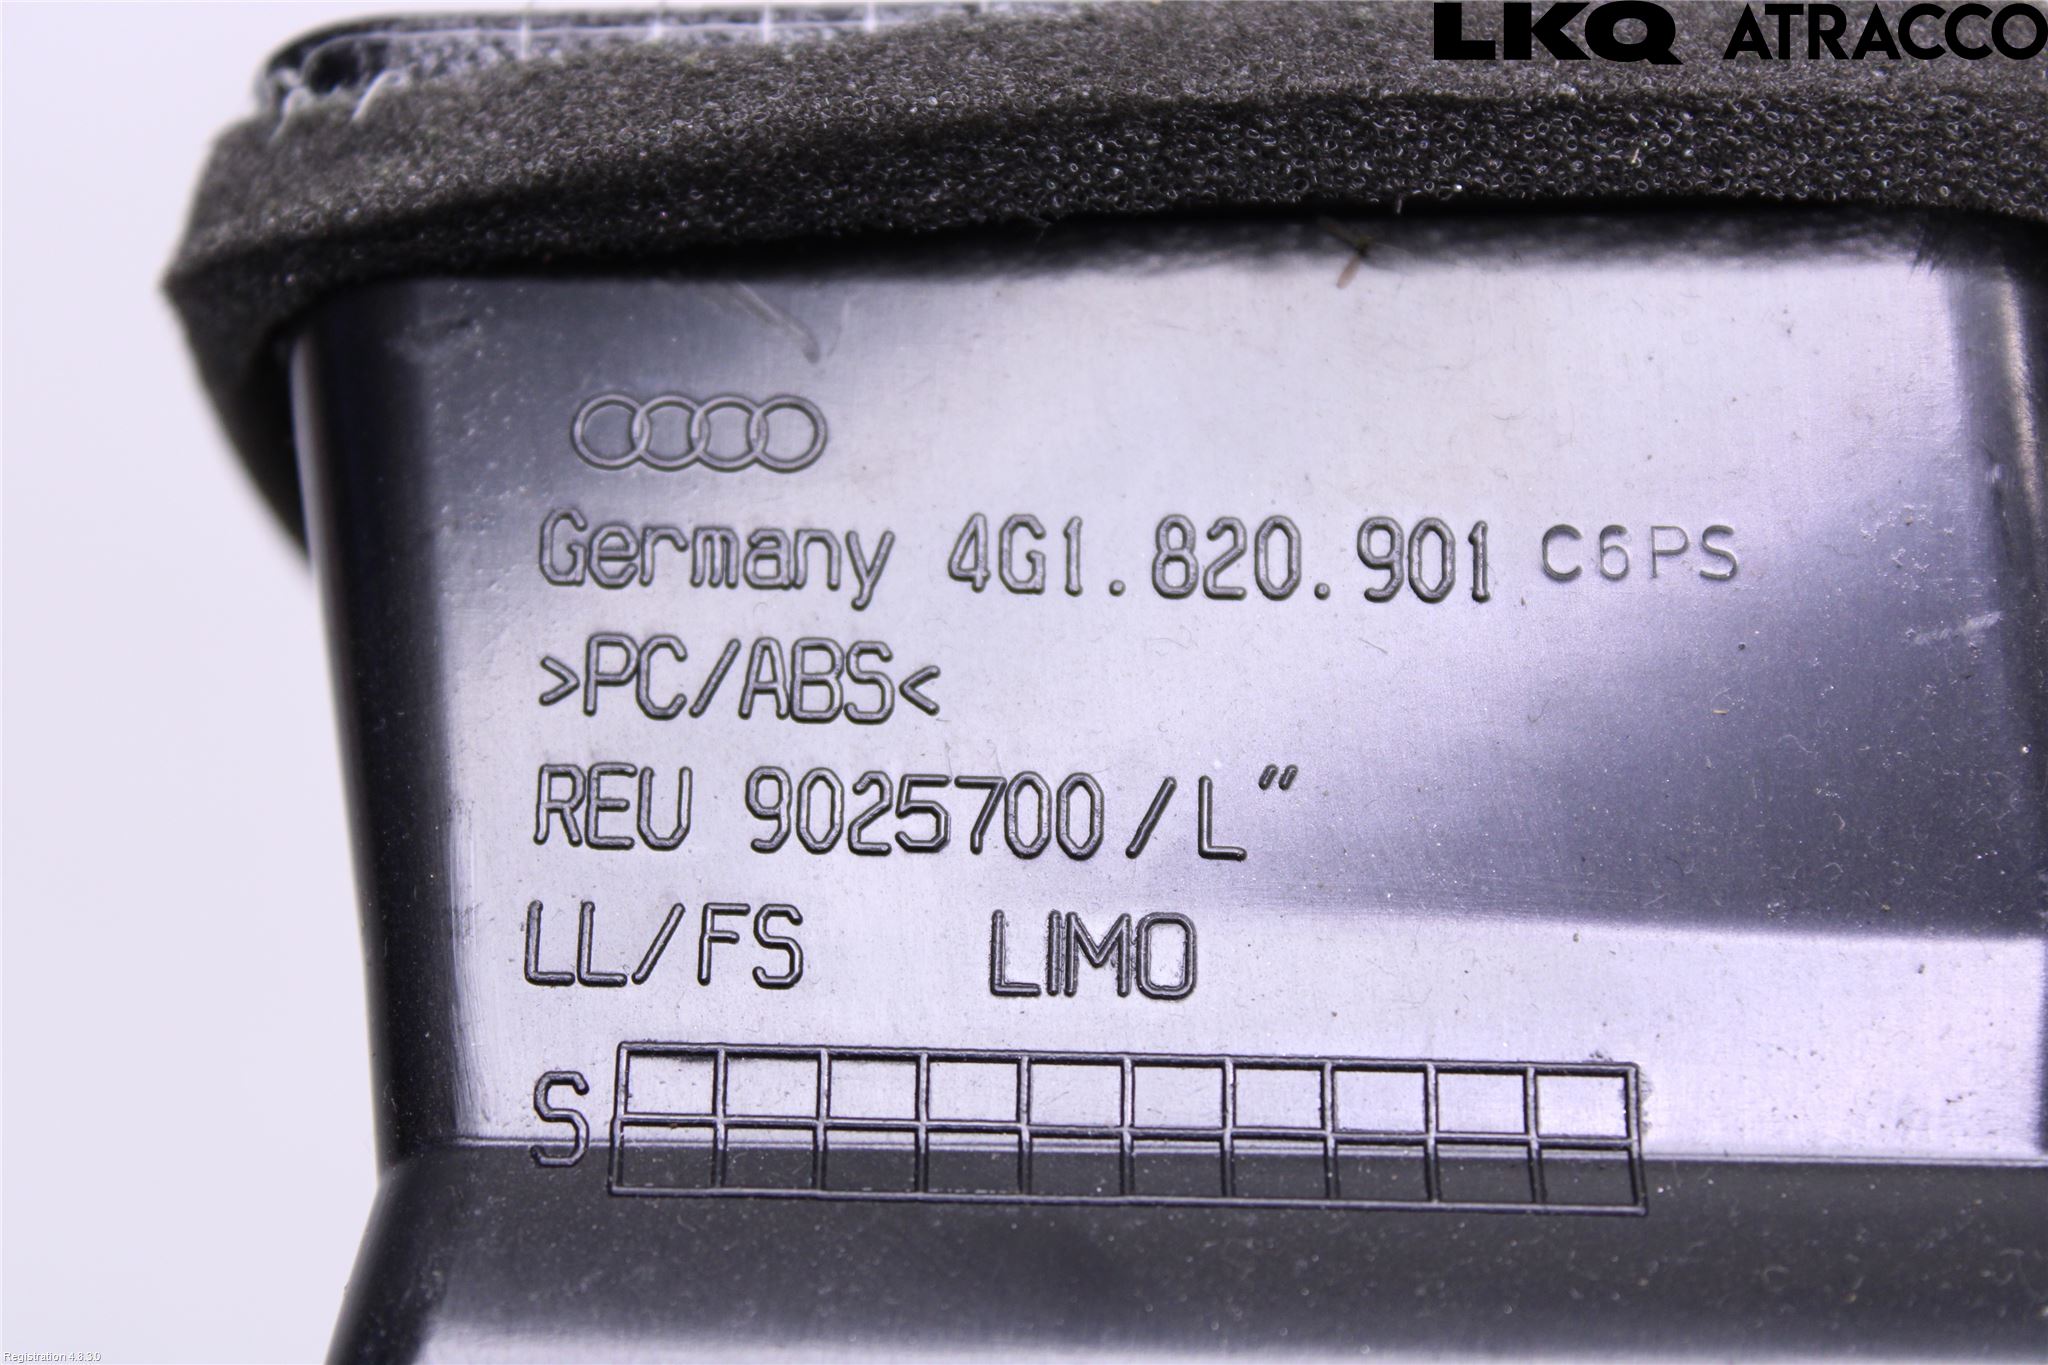 LKQ ATRACCO
Germany 4G1.820.901 C6PS
>PC/ABS<
REU 9025700/L"
LL/FS LIMO
S
Registration 4.8.3.0